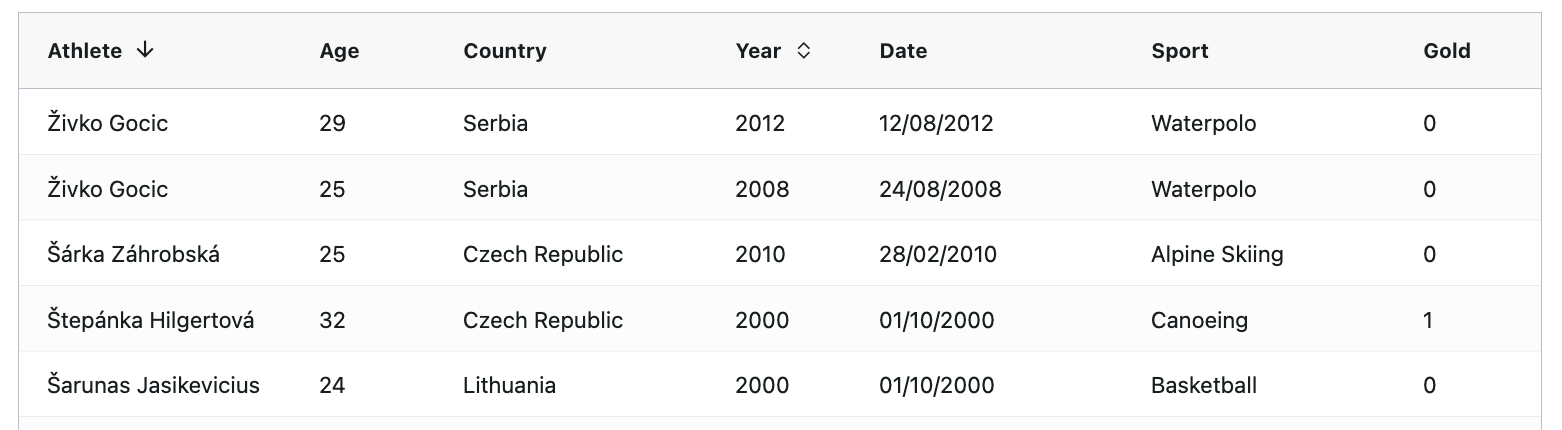 Athlete Age Country Year Date Sport Gold
Živko Gocic 29 Serbia 2012 12/08/2012 Waterpolo 0
Živko Gocic 25 Serbia 2008 24/08/2008 Waterpolo 0
Šárka Záhrobská 25 Czech Republic 2010 28/02/2010 Alpine Skiing 0
Štepánka Hilgertová 32 Czech Republic 2000 01/10/2000 Canoeing 1
Šarunas Jasikevicius 24 Lithuania 2000 01/10/2000 Basketball 0